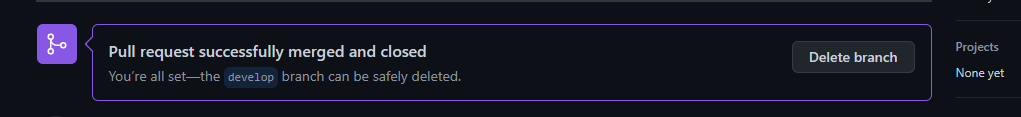 Pull request successfully merged and closed
You're all set—the develop branch can be safely deleted.
Delete branch
Projects
None yet